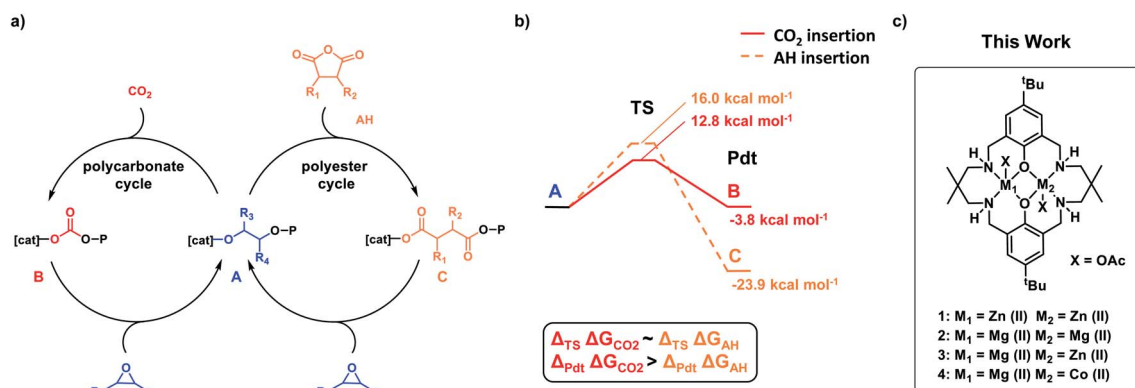 a)
CO2
AH
O
O
O
R1
R2
polycarbonate
cycle
polyester
cycle
[cat]-O
O
O-P
B
[cat]-O
R3
O-P
R4
A
[cat]-O
O
R2
O-P
R1
O
C
O
O
b)
CO2 insertion
AH insertion
TS
16.0 kcal mol-1
12.8 kcal mol-1
Pdt
A
B
-3.8 kcal mol-1
C
-23.9 kcal mol-1
ΔTS ΔGCO2 ~ ΔTS ΔGAH
ΔPdt ΔGCO2 > ΔPdt ΔGAH
c)
This Work
tBu
H
N
X
O
N
H
M1
M2
N
H
O
X
N
H
tBu
X = OAc
1: M1 = Zn (II) M2 = Zn (II)
2: M1 = Mg (II) M2 = Mg (II)
3: M1 = Mg (II) M2 = Zn (II)
4: M1 = Mg (II) M2 = Co (II)